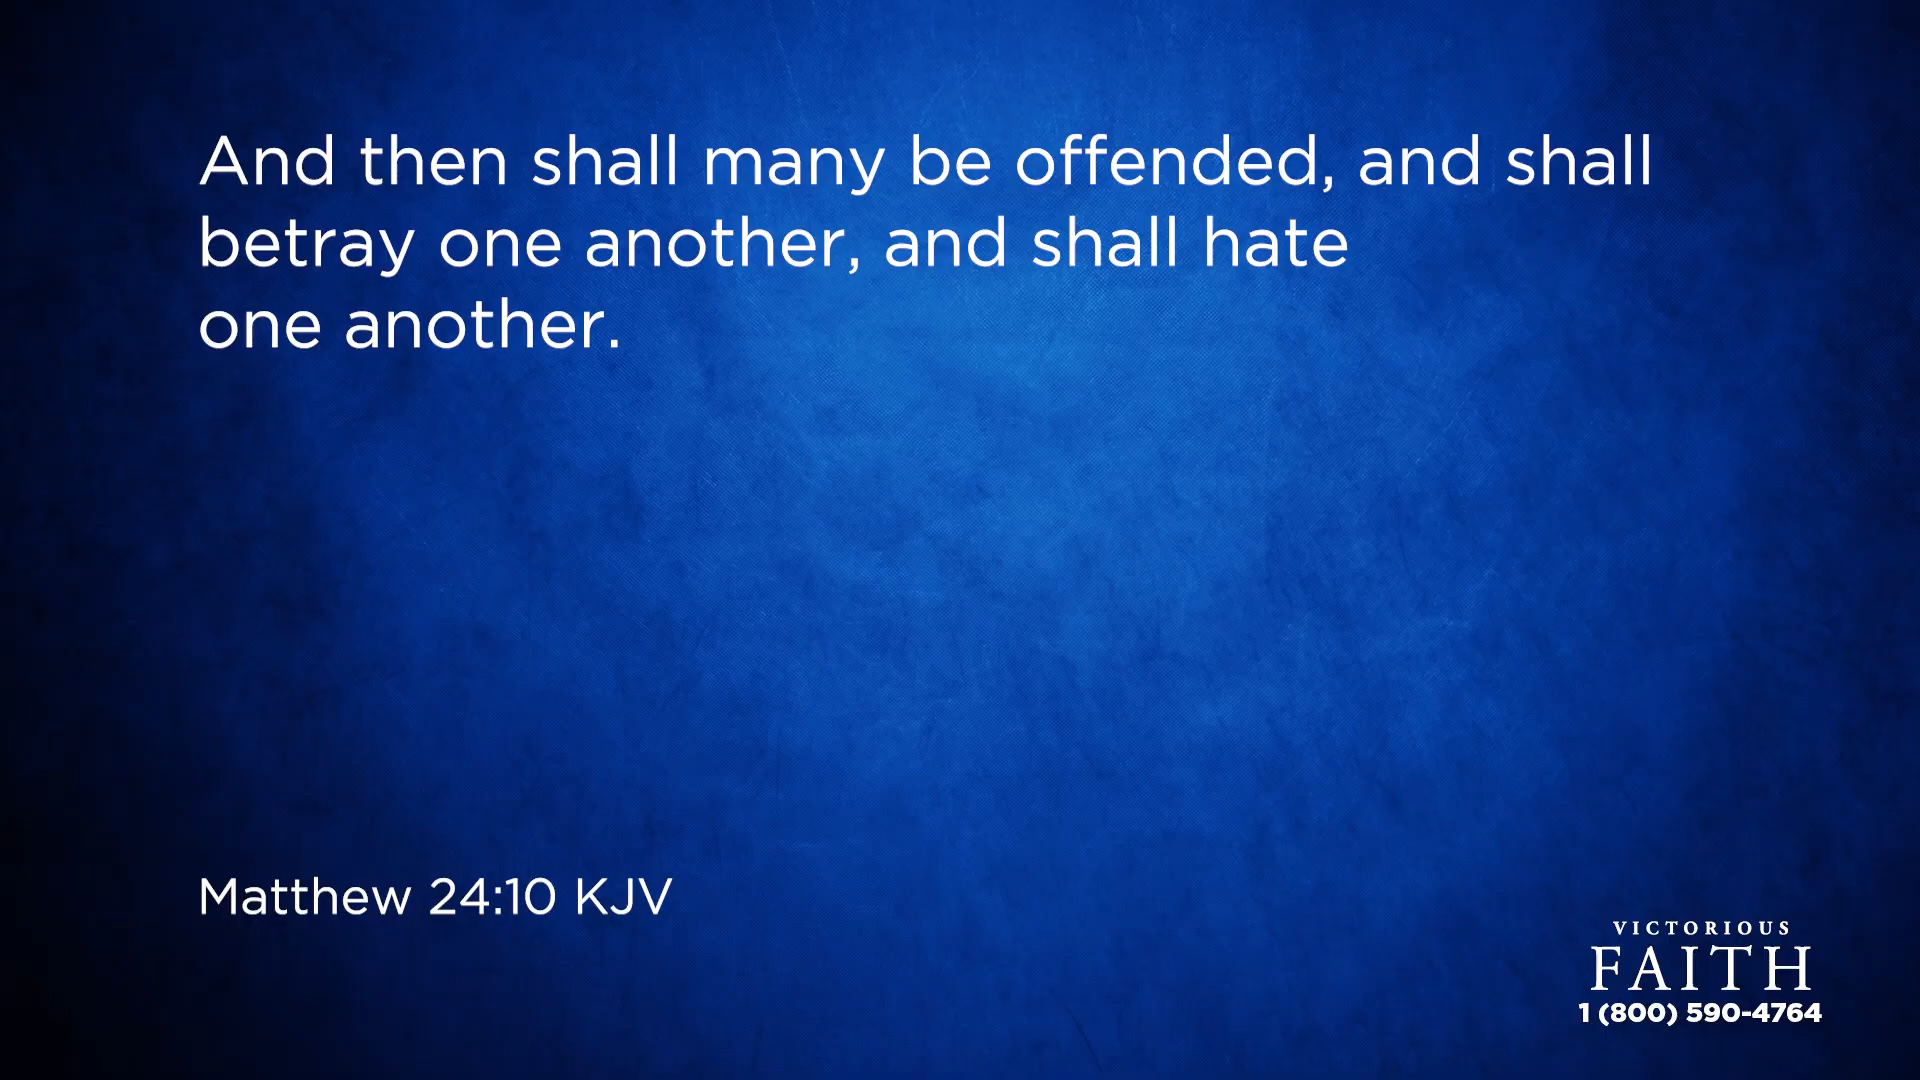 And then shall many be offended, and shall
betray one another, and shall hate
one another.
Matthew 24:10 KJV
VICTORIOUS
FAITH
1 (800) 590-4764